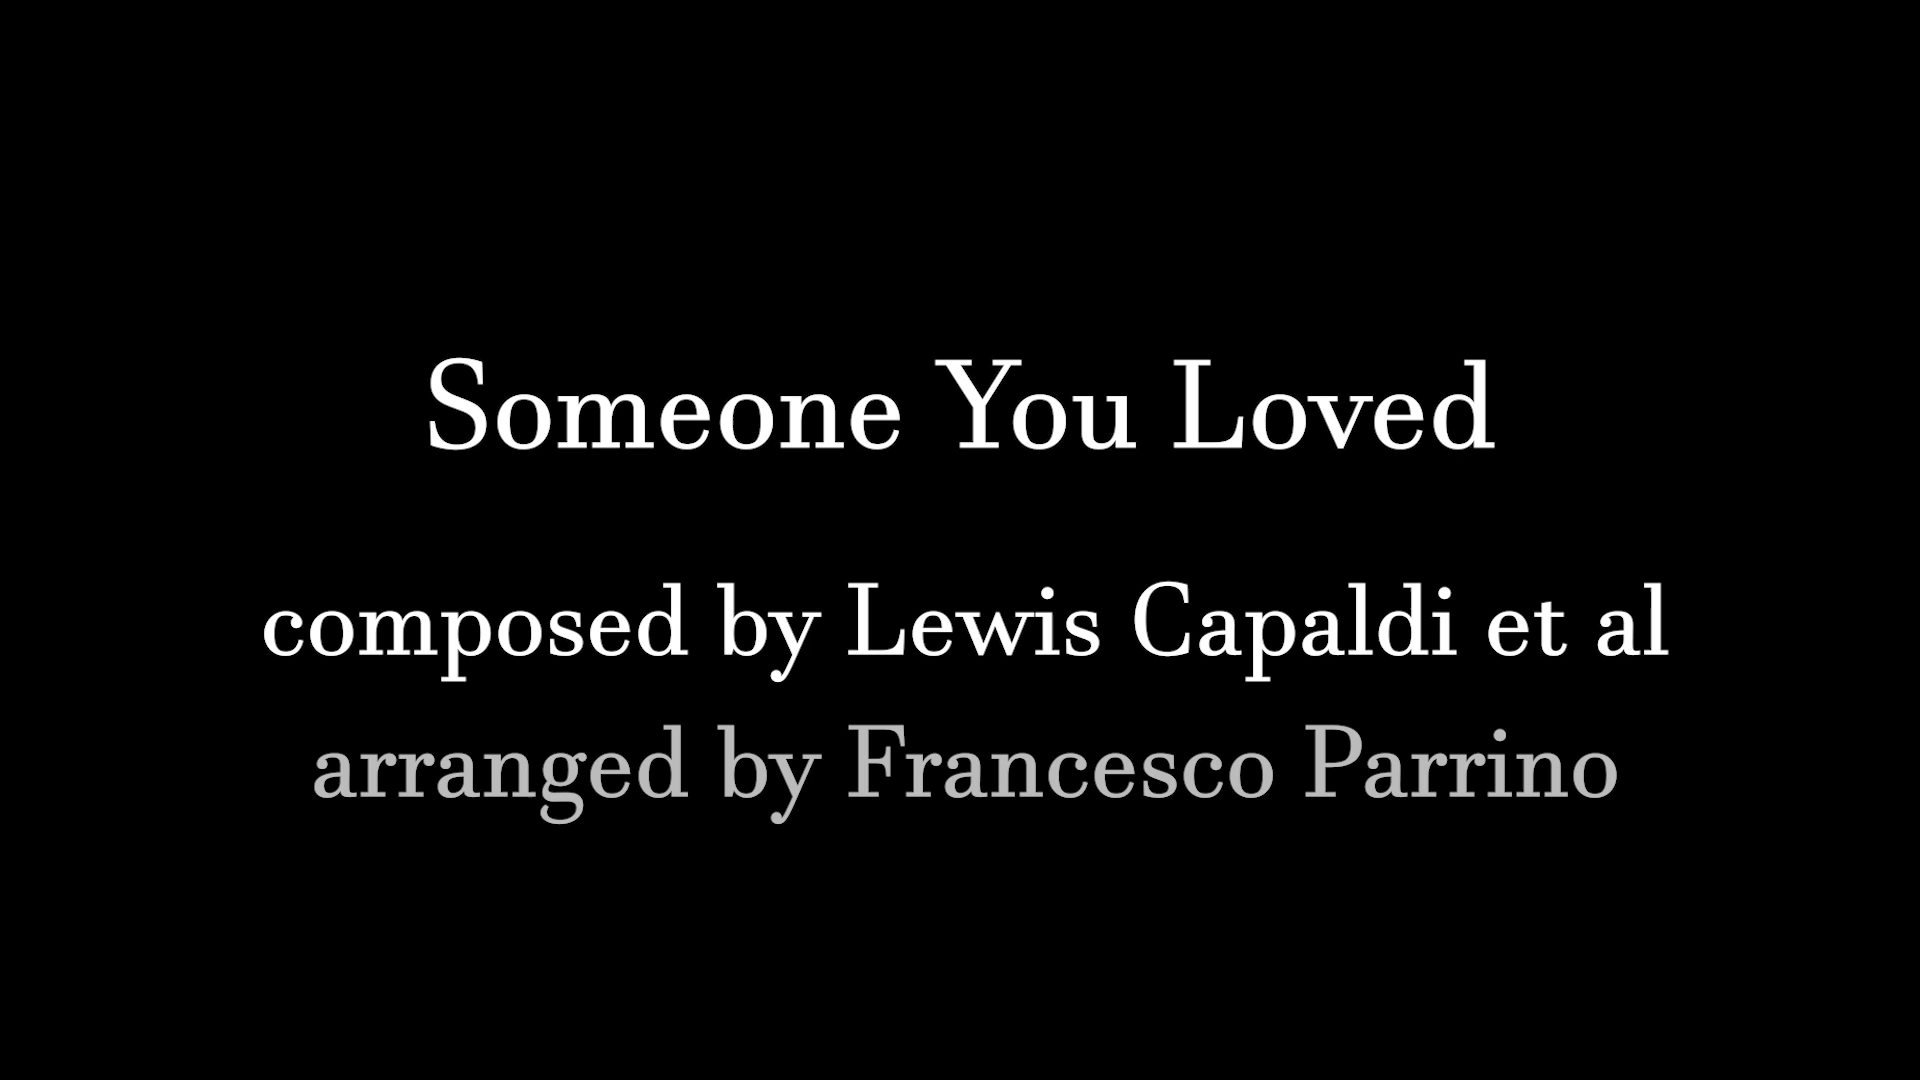 Someone You Loved
composed by Lewis Capaldi et al
arranged by Francesco Parrino